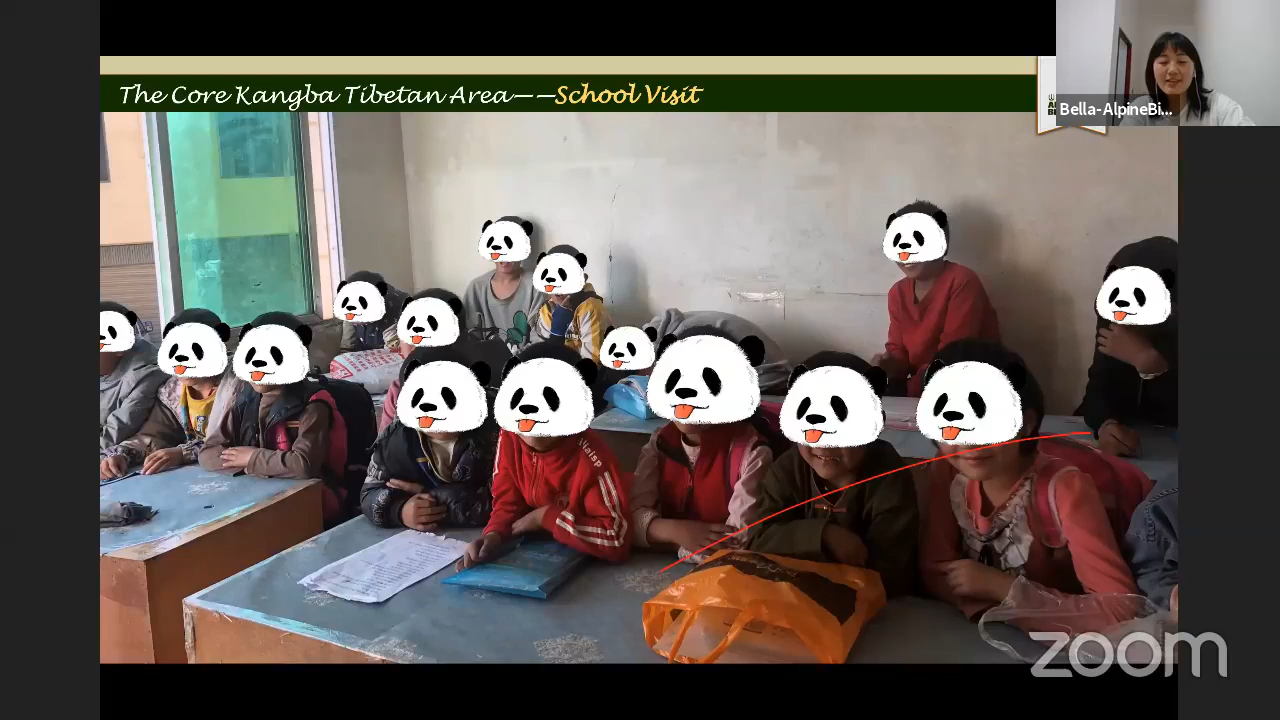 The Core Kangba Tibetan Area——School Visit
Bella-AlpineBi...
zoom